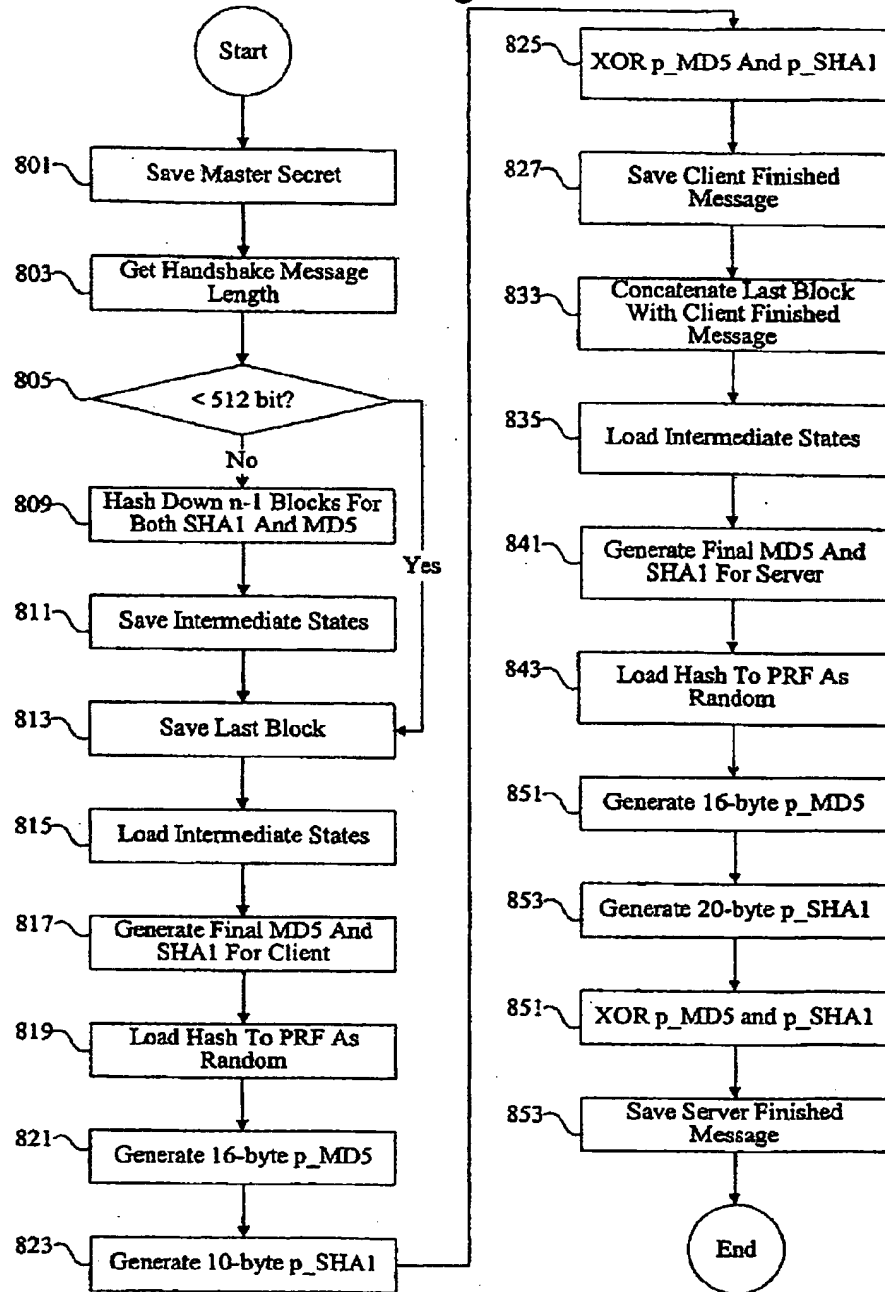 Start
801
Save Master Secret
803
Get Handshake Message
Length
805
< 512 bit?
No
Yes
809
Hash Down n-1 Blocks For
Both SHA1 And MD5
811
Save Intermediate States
813
Save Last Block
815
Load Intermediate States
817
Generate Final MD5 And
SHA1 For Client
819
Load Hash To PRF As
Random
821
Generate 16-byte p_MD5
823
Generate 10-byte p_SHA1
825
XOR p_MD5 And p_SHA1
827
Save Client Finished
Message
833
Concatenate Last Block
With Client Finished
Message
835
Load Intermediate States
841
Generate Final MD5 And
SHA1 For Server
843
Load Hash To PRF As
Random
851
Generate 16-byte p_MD5
853
Generate 20-byte p_SHA1
851
XOR p_MD5 and p_SHA1
853
Save Server Finished
Message
End